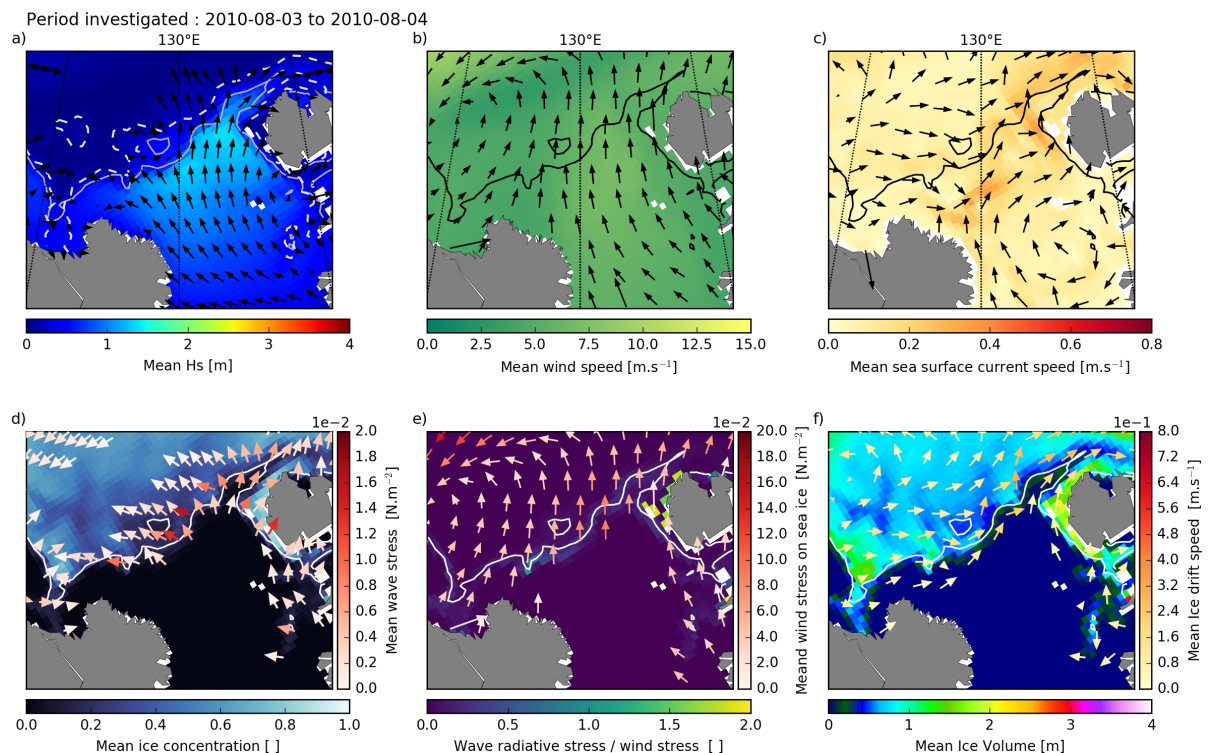 Period investigated : 2010-08-03 to 2010-08-04
a)
130°E
0 1 2 3 4
Mean Hs [m]
b)
130°E
0.0 2.5 5.0 7.5 10.0 12.5 15.0
Mean wind speed [m.s⁻¹]
c)
130°E
0.0 0.2 0.4 0.6 0.8
Mean sea surface current speed [m.s⁻¹]
d)
1e−2
2.0
1.8
1.6
1.4
1.2
1.0
0.8
0.6
0.4
0.2
0.0
Mean wave stress [N.m⁻²]
0.0 0.2 0.4 0.6 0.8 1.0
Mean ice concentration [ ]
e)
1e−2
20.0
18.0
16.0
14.0
12.0
10.0
8.0
6.0
4.0
2.0
0.0
Meand wind stress on sea ice [N.m⁻²]
0.0 0.5 1.0 1.5 2.0
Wave radiative stress / wind stress [ ]
f)
1e−1
8.0
7.2
6.4
5.6
4.8
4.0
3.2
2.4
1.6
0.8
0.0
Mean Ice drift speed [m.s⁻¹]
0 1 2 3 4
Mean Ice Volume [m]